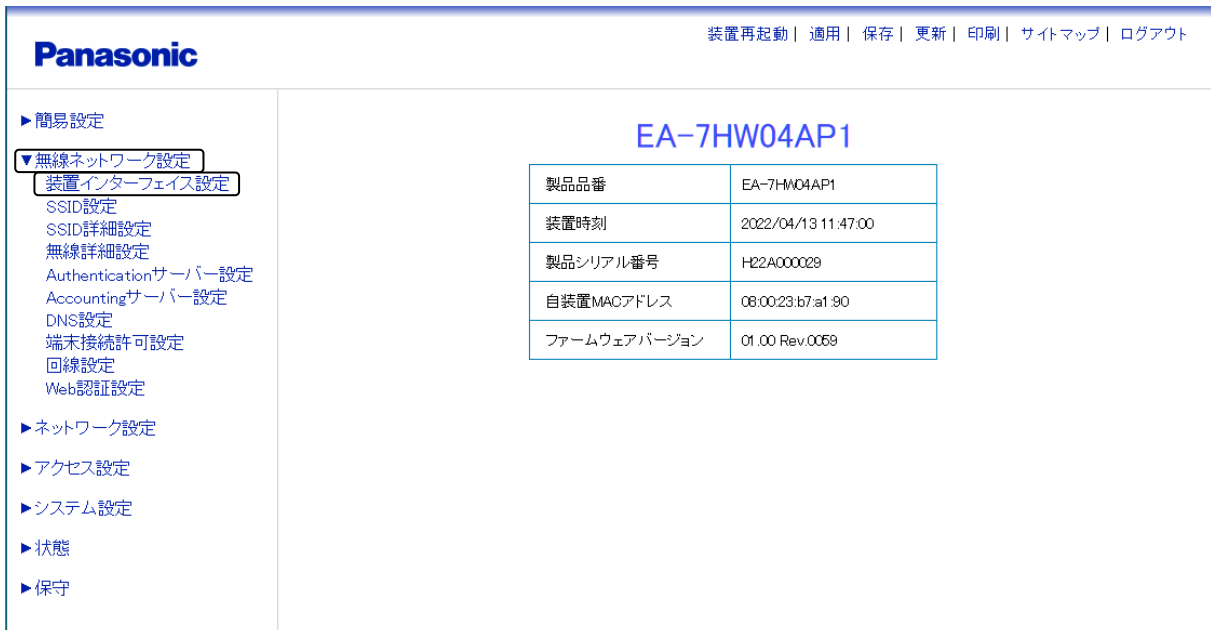 Panasonic
装置再起動| 適用| 保存| 更新| 印刷| サイトマップ| ログアウト
▶簡易設定
▼無線ネットワーク設定
装置インターフェイス設定
SSID設定
SSID詳細設定
無線詳細設定
Authenticationサーバー設定
Accountingサーバー設定
DNS設定
端末接続許可設定
回線設定
Web認証設定
▶ネットワーク設定
▶アクセス設定
▶システム設定
▶状態
▶保守
EA-7HW04AP1
製品品番 EA-7HW04AP1
装置時刻 2022/04/13 11:47:00
製品シリアル番号 H22A000029
自装置MACアドレス 08:00:23:b7:a1:90
ファームウェアバージョン 01.00 Rev.0059